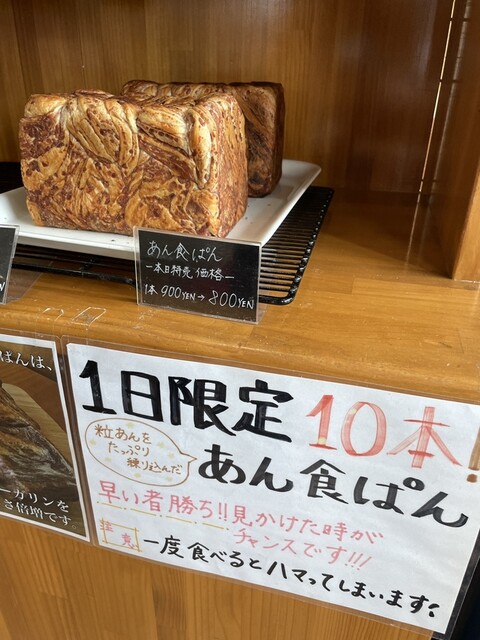 あん食ぱん
ー本日特売価格ー
1本 900YEN→800YEN
ぱんは、
ーガリンを
さ倍増です
1日限定 10本!!
粒あんを
たっぷり
練り込んだ
あん食ぱん
早い者勝ち!!見かけた時が
チャンスです!!!
一度食べるとハマってしまいます;